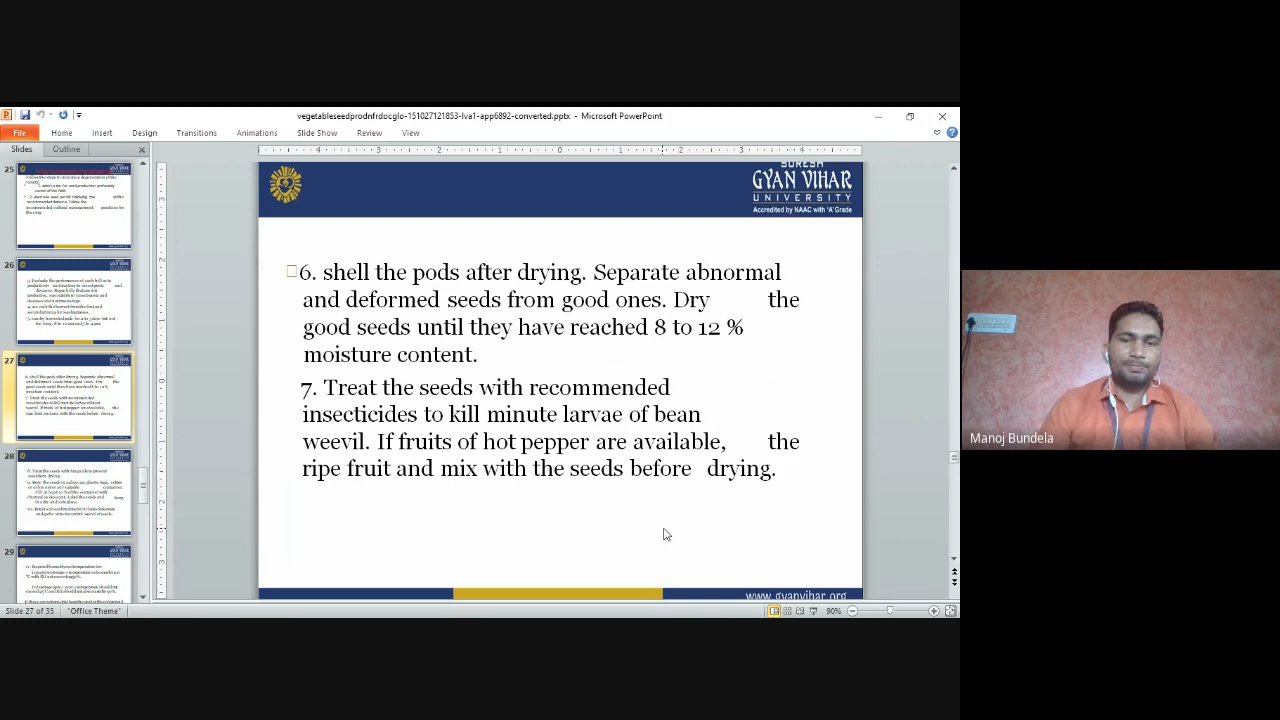 vegetableseedprodnfrdocglo-151027121853-lva1-app6892-converted.pptx - Microsoft PowerPoint
File Home Insert Design Transitions Animations Slide Show Review View
Slides Outline
25
26
27
28
29
SURESH
GYAN VIHAR
UNIVERSITY
Accredited by NAAC with 'A' Grade
6. shell the pods after drying. Separate abnormal
and deformed seeds from good ones. Dry the
good seeds until they have reached 8 to 12 %
moisture content.
7. Treat the seeds with recommended
insecticides to kill minute larvae of bean
weevil. If fruits of hot pepper are available, the
ripe fruit and mix with the seeds before drying.
www.gyanvihar.org
Slide 27 of 35 "Office Theme" 90%
Manoj Bundela